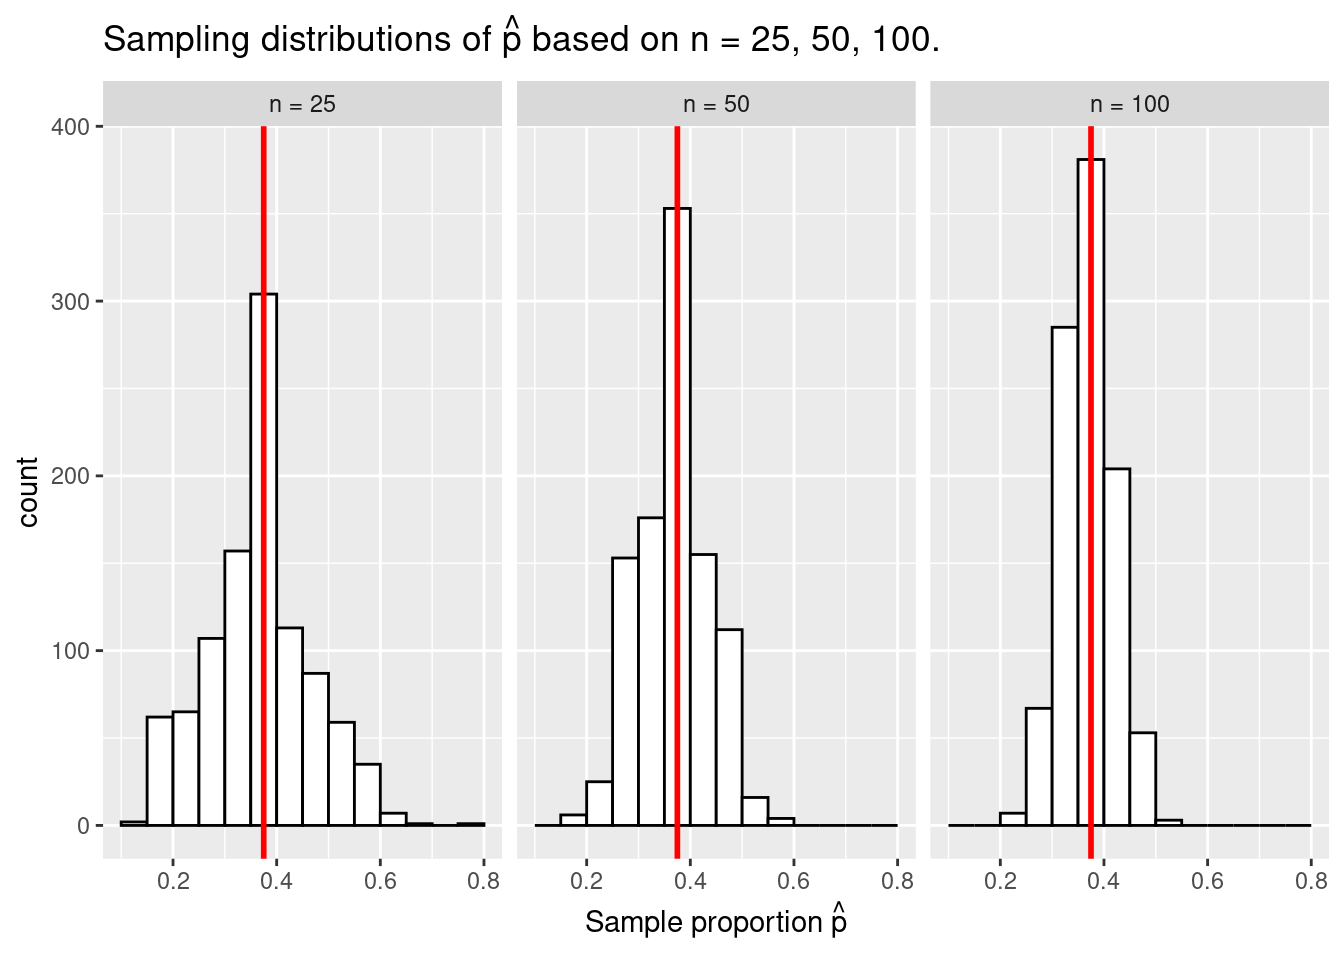 Sampling distributions of p̂ based on n = 25, 50, 100.
n = 25
n = 50
n = 100
400
300
200
100
0
count
0.2 0.4 0.6 0.8
0.2 0.4 0.6 0.8
0.2 0.4 0.6 0.8
Sample proportion p̂